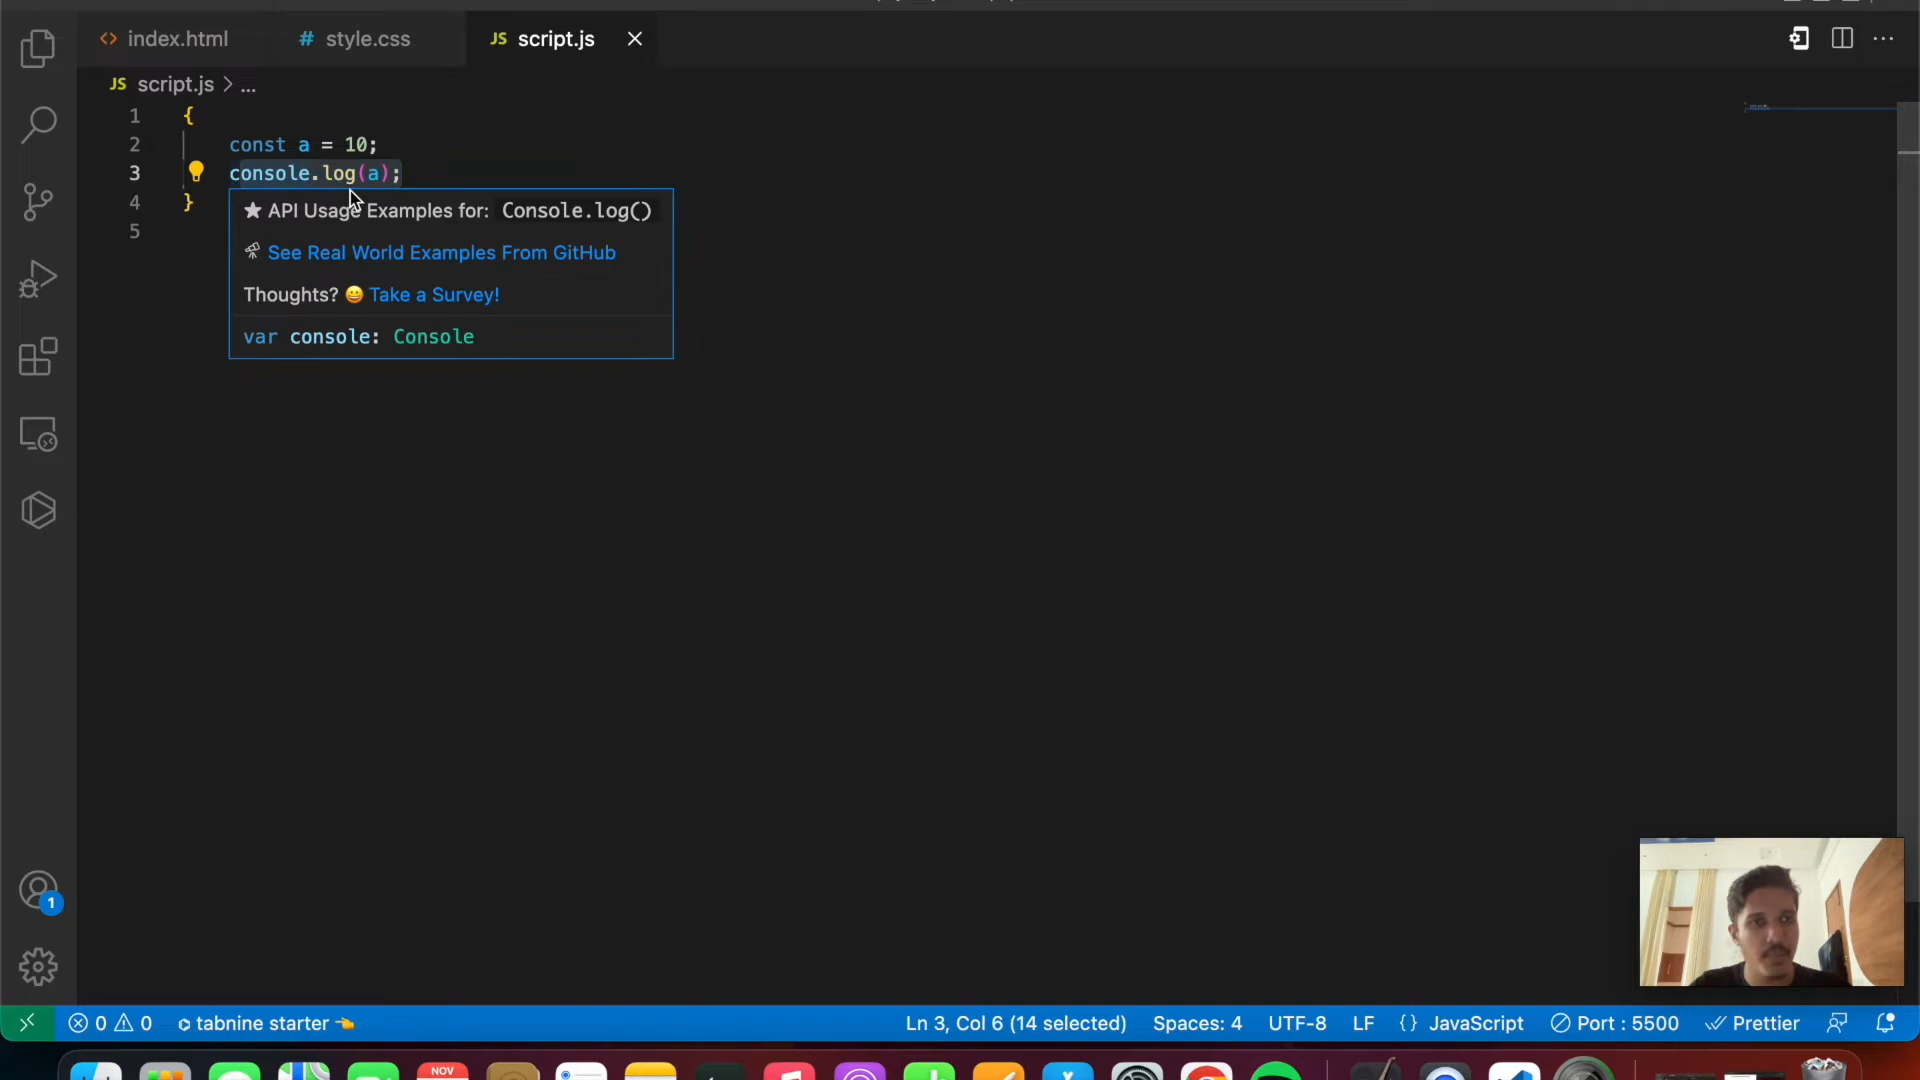 index.html
# style.css
JS script.js
JS script.js > ...
1 {
2 const a = 10;
3 console.log(a);
4 }
5
★ API Usage Examples for: Console.log()
See Real World Examples From GitHub
Thoughts? 😀 Take a Survey!
var console: Console
1
0 0 tabnine starter 👈 Ln 3, Col 6 (14 selected) Spaces: 4 UTF-8 LF {} JavaScript Port : 5500 Prettier
NOV